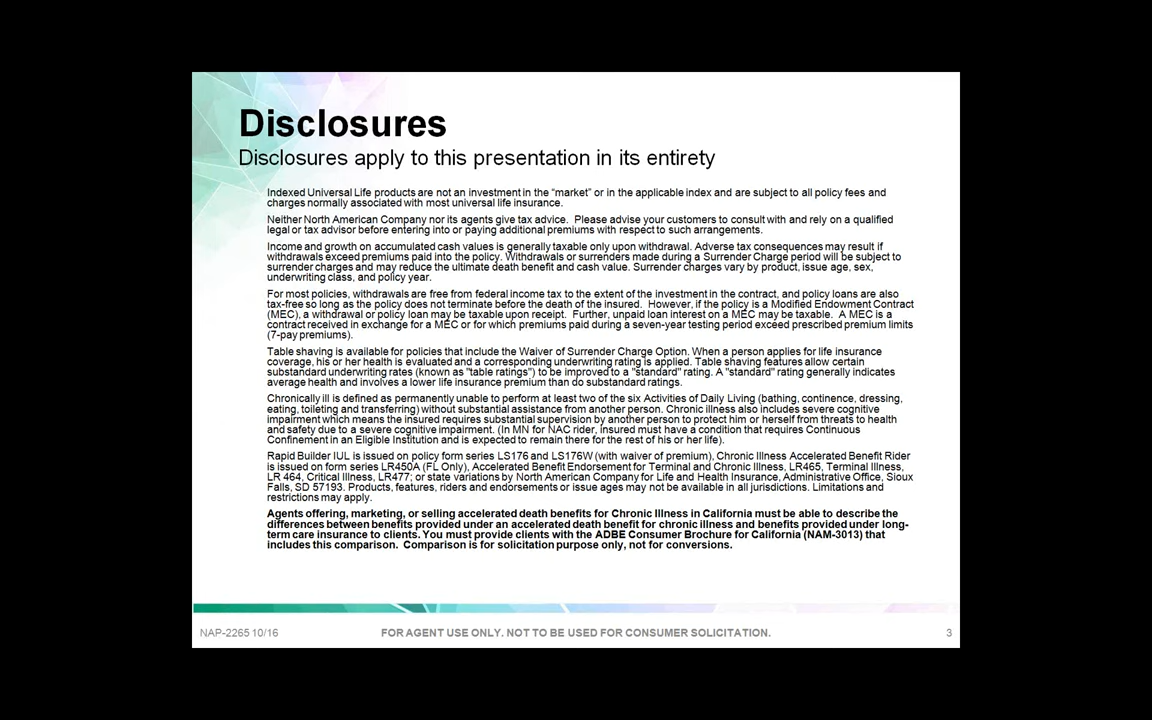 Disclosures
Disclosures apply to this presentation in its entirety
Indexed Universal Life products are not an investment in the “market” or in the applicable index and are subject to all policy fees and
charges normally associated with most universal life insurance.
Neither North American Company nor its agents give tax advice.  Please advise your customers to consult with and rely on a qualified
legal or tax advisor before entering into or paying additional premiums with respect to such arrangements.
Income and growth on accumulated cash values is generally taxable only upon withdrawal. Adverse tax consequences may result if
withdrawals exceed premiums paid into the policy. Withdrawals or surrenders made during a Surrender Charge period will be subject to
surrender charges and may reduce the ultimate death benefit and cash value. Surrender charges vary by product, issue age, sex,
underwriting class, and policy year.
For most policies, withdrawals are free from federal income tax to the extent of the investment in the contract, and policy loans are also
tax-free so long as the policy does not terminate before the death of the insured.  However, if the policy is a Modified Endowment Contract
(MEC), a withdrawal or policy loan may be taxable upon receipt.  Further, unpaid loan interest on a MEC may be taxable.  A MEC is a
contract received in exchange for a MEC or for which premiums paid during a seven-year testing period exceed prescribed premium limits
(7-pay premiums).
Table shaving is available for policies that include the Waiver of Surrender Charge Option. When a person applies for life insurance
coverage, his or her health is evaluated and a corresponding underwriting rating is applied. Table shaving features allow certain
substandard underwriting rates (known as "table ratings") to be improved to a "standard" rating. A "standard" rating generally indicates
average health and involves a lower life insurance premium than do substandard ratings.
Chronically ill is defined as permanently unable to perform at least two of the six Activities of Daily Living (bathing, continence, dressing,
eating, toileting and transferring) without substantial assistance from another person. Chronic illness also includes severe cognitive
impairment which means the insured requires substantial supervision by another person to protect him or herself from threats to health
and safety due to a severe cognitive impairment. (In MN for NAC rider, insured must have a condition that requires Continuous
Confinement in an Eligible Institution and is expected to remain there for the rest of his or her life).
Rapid Builder IUL is issued on policy form series LS176 and LS176W (with waiver of premium), Chronic Illness Accelerated Benefit Rider
is issued on form series LR450A (FL Only), Accelerated Benefit Endorsement for Terminal and Chronic Illness, LR465, Terminal Illness,
LR 464, Critical Illness, LR477; or state variations by North American Company for Life and Health Insurance, Administrative Office, Sioux
Falls, SD 57193. Products, features, riders and endorsements or issue ages may not be available in all jurisdictions. Limitations and
restrictions may apply.
Agents offering, marketing, or selling accelerated death benefits for Chronic Illness in California must be able to describe the
differences between benefits provided under an accelerated death benefit for chronic illness and benefits provided under long-
term care insurance to clients. You must provide clients with the ADBE Consumer Brochure for California (NAM-3013) that
includes this comparison.  Comparison is for solicitation purpose only, not for conversions.
NAP-2265 10/16
FOR AGENT USE ONLY. NOT TO BE USED FOR CONSUMER SOLICITATION.
3